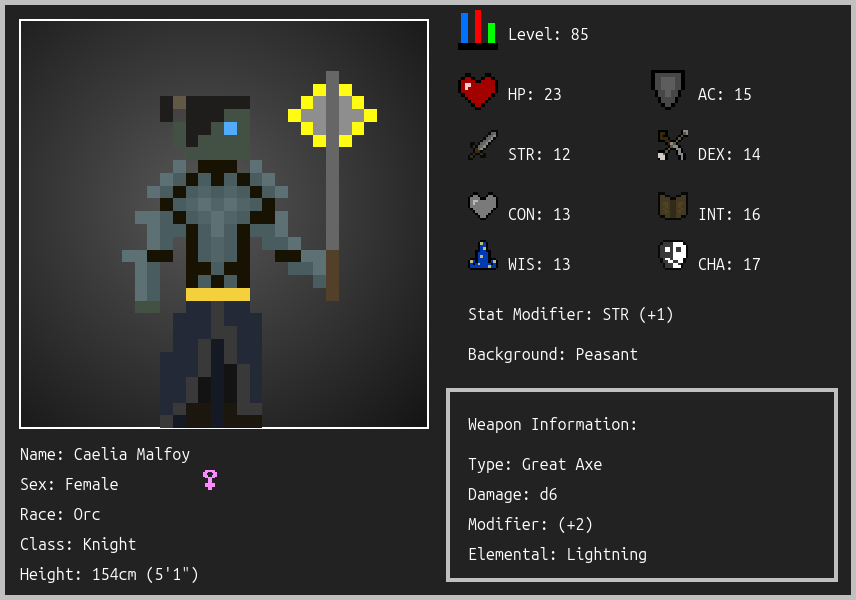 Level: 85
HP: 23
AC: 15
STR: 12
DEX: 14
CON: 13
INT: 16
WIS: 13
CHA: 17
Stat Modifier: STR (+1)
Background: Peasant
Weapon Information:
Type: Great Axe
Damage: d6
Modifier: (+2)
Elemental: Lightning
Name: Caelia Malfoy
Sex: Female
Race: Orc
Class: Knight
Height: 154cm (5'1")